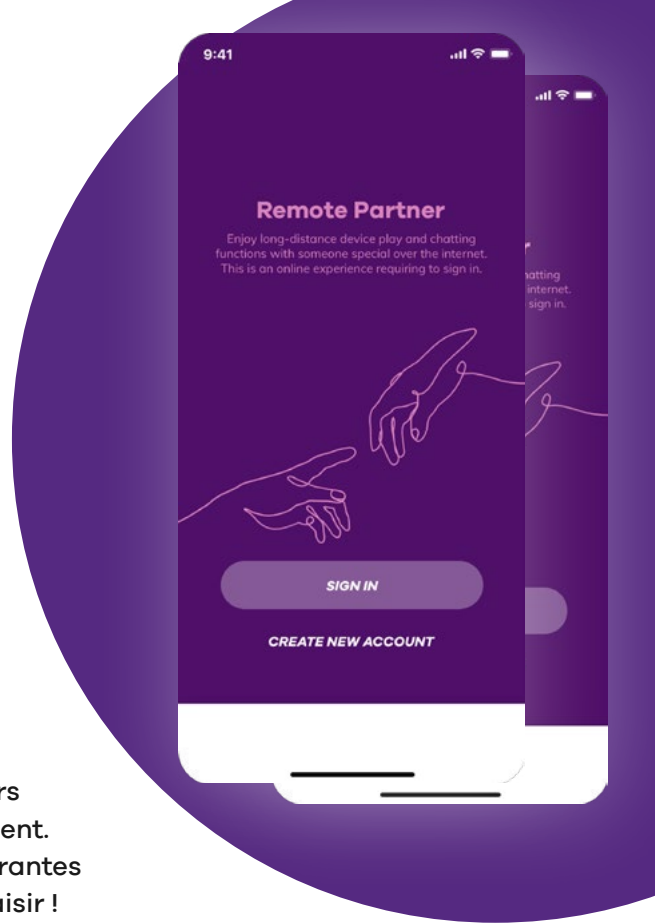 9:41
Remote Partner
Enjoy long-distance device play and chatting
functions with someone special over the internet.
This is an online experience requiring to sign in.
hatting
internet.
sign in.
SIGN IN
CREATE NEW ACCOUNT
rs
ent.
rantes
aisir !